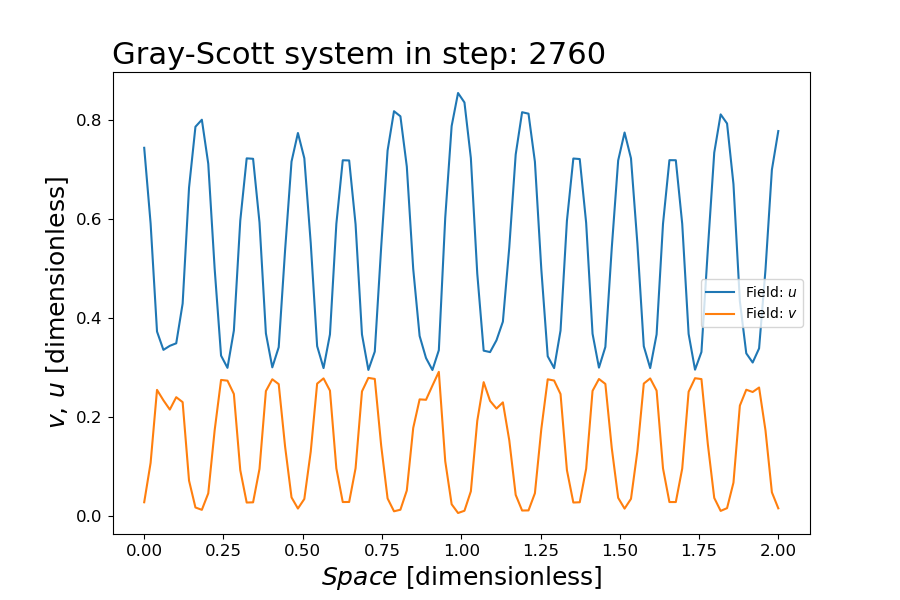 Gray-Scott system in step: 2760
v, u [dimensionless]
0.8
0.6
0.4
0.2
0.0
Field: u
Field: v
0.00 0.25 0.50 0.75 1.00 1.25 1.50 1.75 2.00
Space [dimensionless]